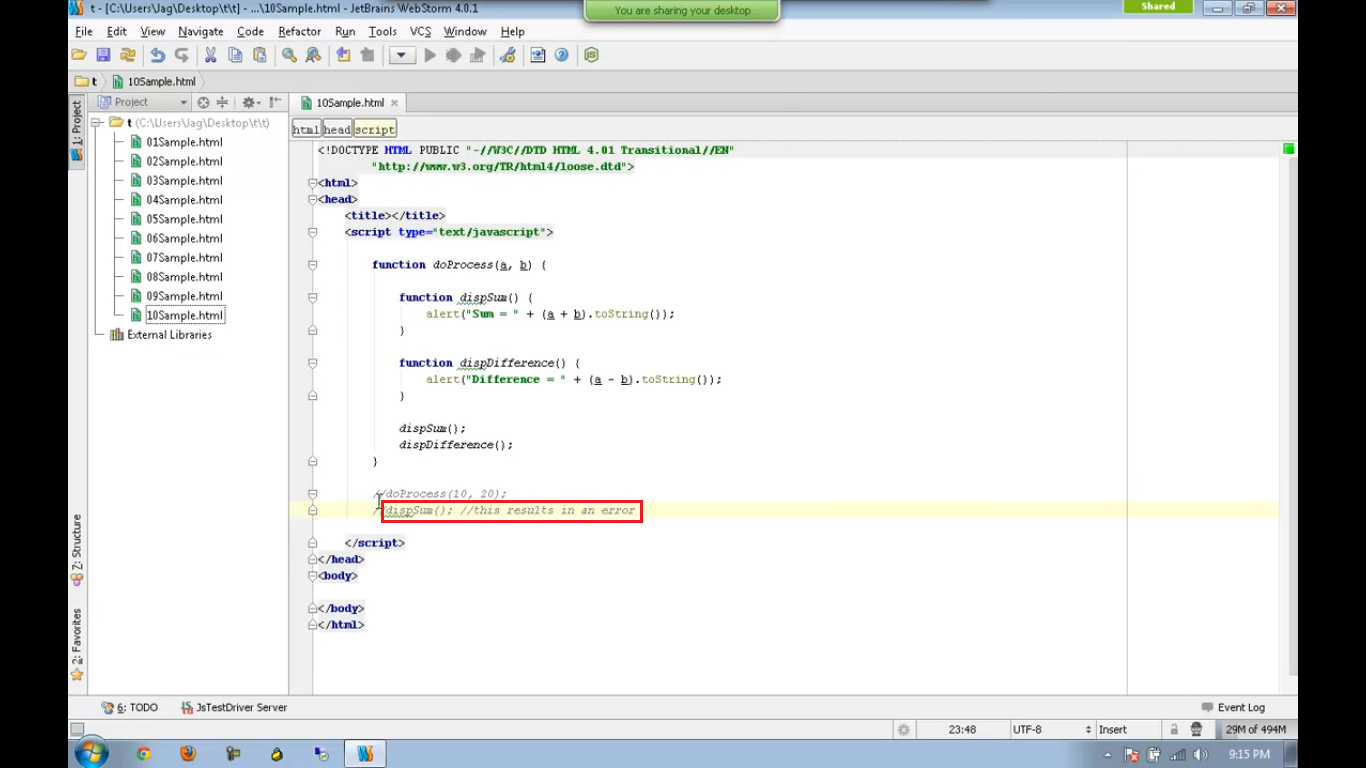 t - [C:\Users\Jag\Desktop\t\t] - ...\10Sample.html - JetBrains WebStorm 4.0.1
You are sharing your desktop
Shared
File Edit View Navigate Code Refactor Run Tools VCS Window Help
t 10Sample.html
1: Project
Project
10Sample.html
t (C:\Users\Jag\Desktop\t\t)
01Sample.html
02Sample.html
03Sample.html
04Sample.html
05Sample.html
06Sample.html
07Sample.html
08Sample.html
09Sample.html
10Sample.html
External Libraries
html head script
<!DOCTYPE HTML PUBLIC "-//W3C//DTD HTML 4.01 Transitional//EN"
"http://www.w3.org/TR/html4/loose.dtd">
<html>
<head>
<title></title>
<script type="text/javascript">
function doProcess(a, b) {
function dispSum() {
alert("Sum = " + (a + b).toString());
}
function dispDifference() {
alert("Difference = " + (a - b).toString());
}
dispSum();
dispDifference();
}
//doProcess(10, 20);
//dispSum(); //this results in an error
</script>
</head>
<body>
</body>
</html>
Z: Structure
2: Favorites
6: TODO JsTestDriver Server Event Log
23:48 UTF-8 Insert 29M of 494M
9:15 PM